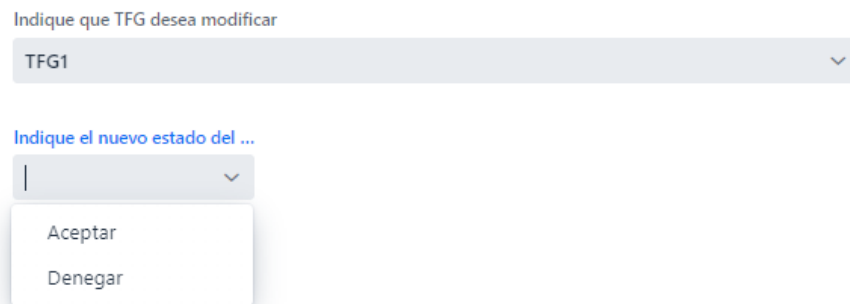 Indique que TFG desea modificar
TFG1
Indique el nuevo estado del ...
Aceptar
Denegar